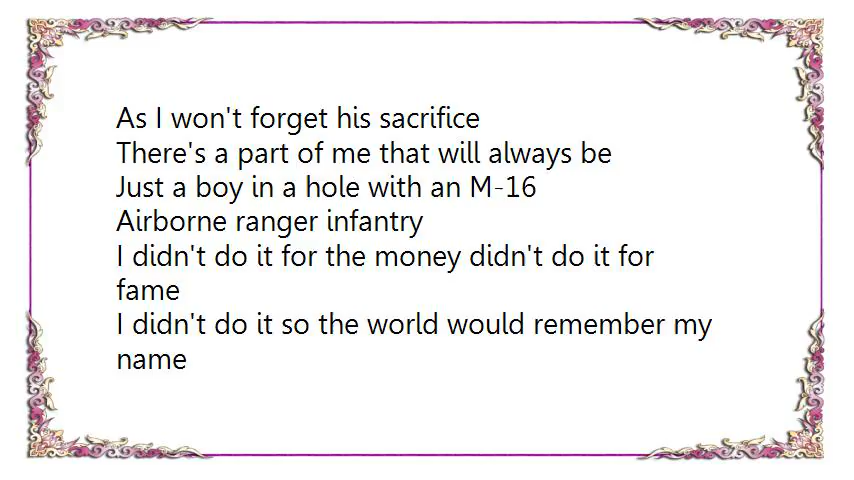 As I won't forget his sacrifice
There's a part of me that will always be
Just a boy in a hole with an M-16
Airborne ranger infantry
I didn't do it for the money didn't do it for
fame
I didn't do it so the world would remember my
name